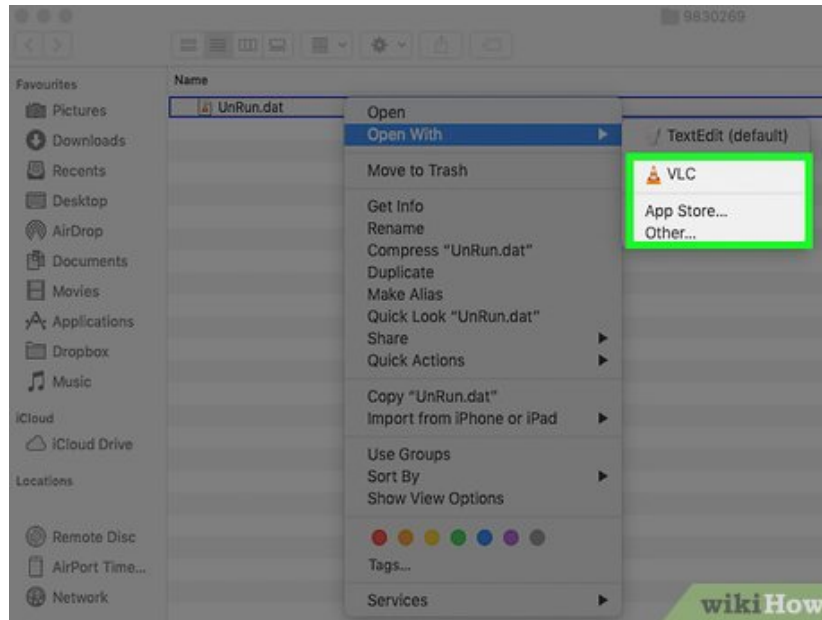 9830269
Favourites
Pictures
Downloads
Recents
Desktop
AirDrop
Documents
Movies
Applications
Dropbox
Music
iCloud
iCloud Drive
Locations
Remote Disc
AirPort Time...
Network
Name
UnRun.dat
Open
Open With
Move to Trash
Get Info
Rename
Compress “UnRun.dat”
Duplicate
Make Alias
Quick Look “UnRun.dat”
Share
Quick Actions
Copy “UnRun.dat”
Import from iPhone or iPad
Use Groups
Sort By
Show View Options
Tags...
Services
TextEdit (default)
VLC
App Store...
Other...
wikiHow